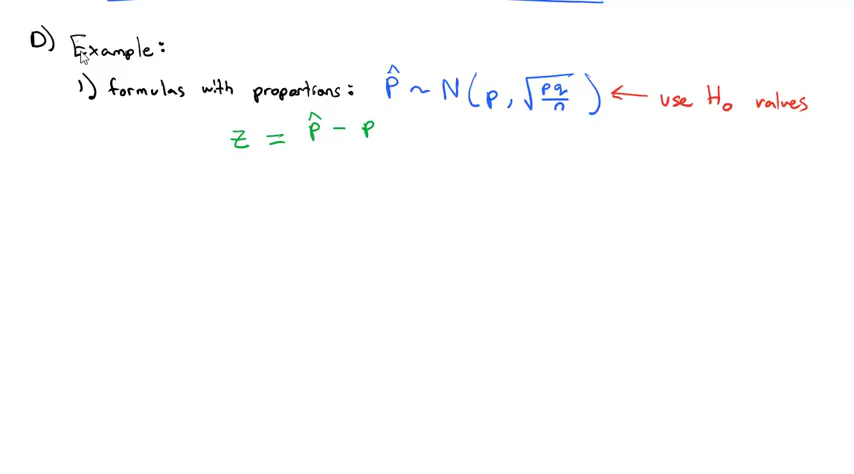 D) Example:
1) formulas with proportions: p̂ ~ N(p, √(pq/n)) ← use H₀ values
z = p̂ − p